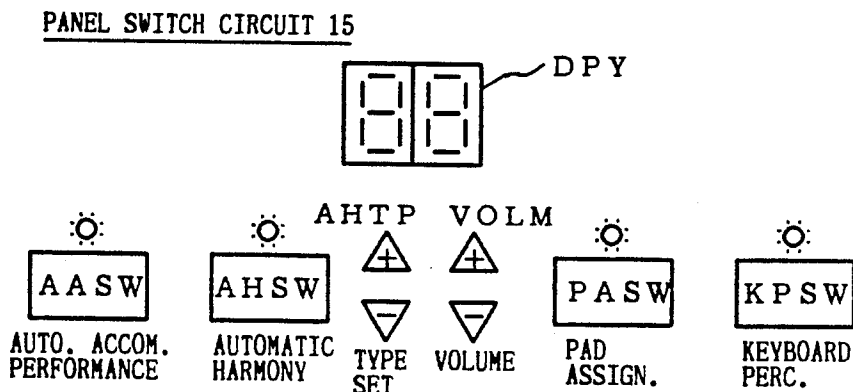 PANEL SWITCH CIRCUIT 15
DPY
88
AHTP VOLM
+ +
AASW AHSW PASW KPSW
- -
AUTO. ACCOM. PERFORMANCE
AUTOMATIC HARMONY
TYPE SET
VOLUME
PAD ASSIGN.
KEYBOARD PERC.